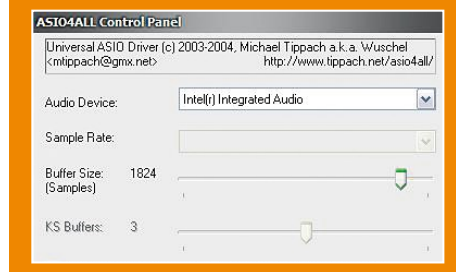 ASIO4ALL Control Panel
Universal ASIO Driver (c) 2003-2004, Michael Tippach a.k.a. Wuschel
<mtippach@gmx.net> http://www.tippach.net/asio4all/
Audio Device: Intel(r) Integrated Audio
Sample Rate:
Buffer Size: 1824
(Samples)
KS Buffers: 3